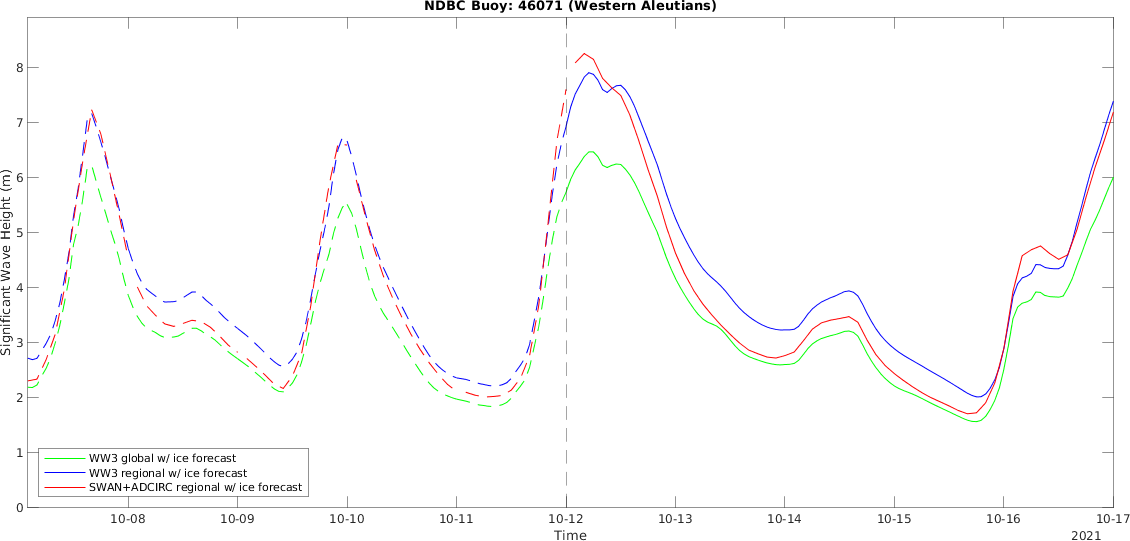 NDBC Buoy: 46071 (Western Aleutians)
Significant Wave Height (m)
8
7
6
5
4
3
2
1
0
WW3 global w/ ice forecast
WW3 regional w/ ice forecast
SWAN+ADCIRC regional w/ ice forecast
10-08 10-09 10-10 10-11 10-12 10-13 10-14 10-15 10-16 10-17
Time
2021